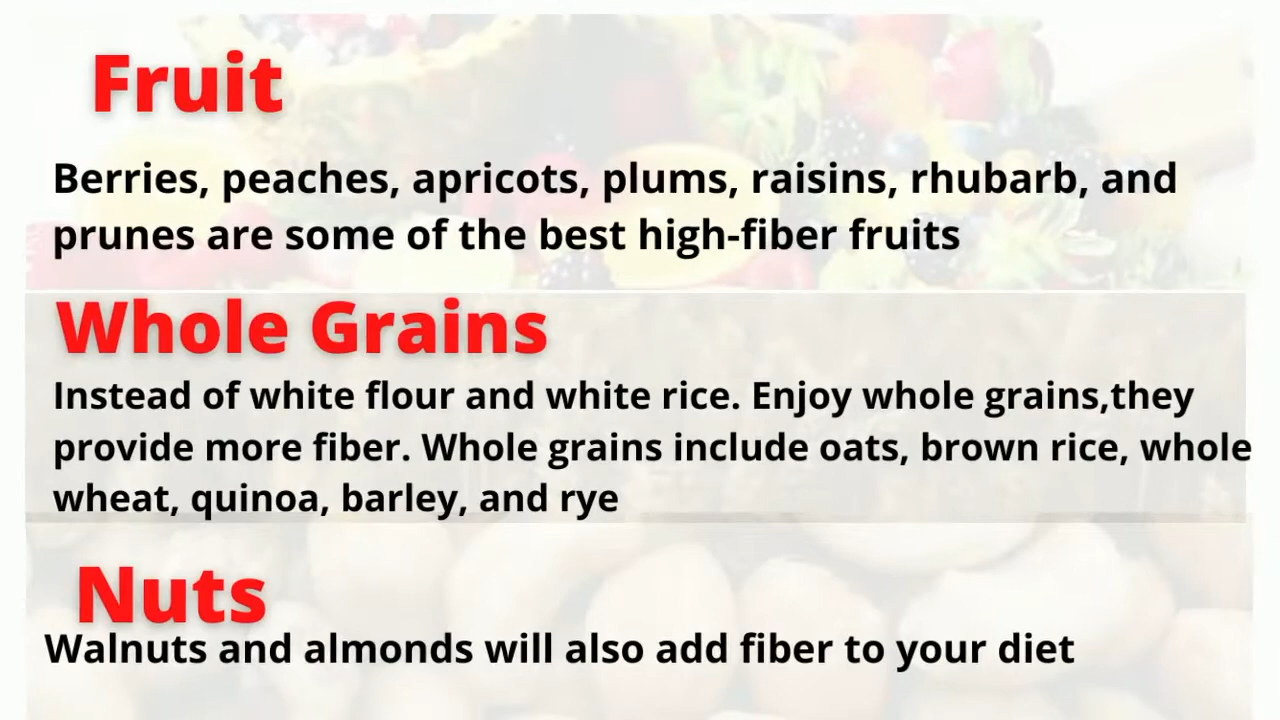 Fruit
Berries, peaches, apricots, plums, raisins, rhubarb, and
prunes are some of the best high-fiber fruits
Whole Grains
Instead of white flour and white rice. Enjoy whole grains,they
provide more fiber. Whole grains include oats, brown rice, whole
wheat, quinoa, barley, and rye
Nuts
Walnuts and almonds will also add fiber to your diet